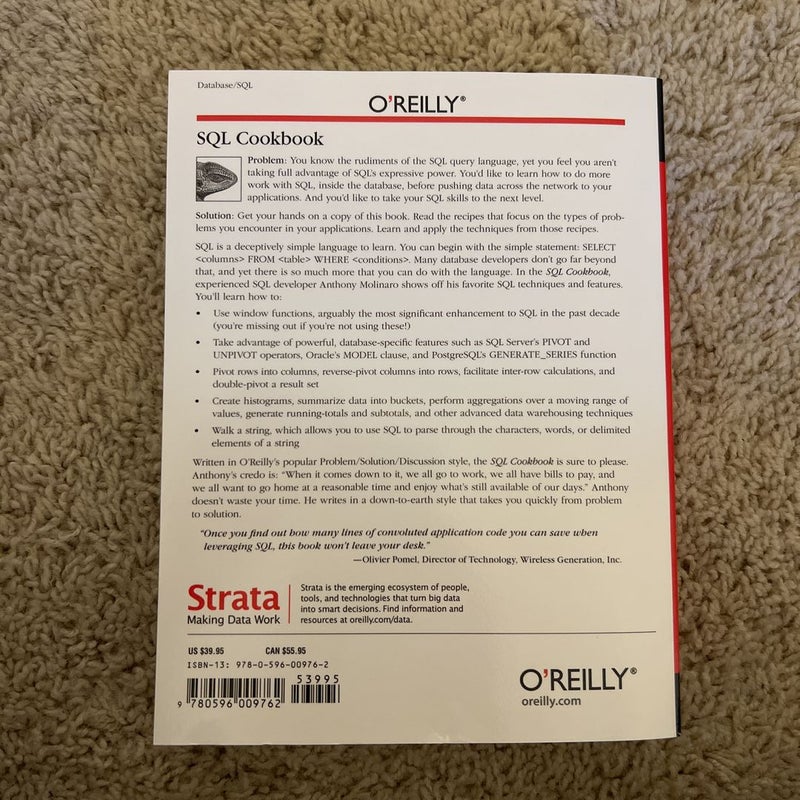 Database/SQL
O'REILLY®
SQL Cookbook
Problem: You know the rudiments of the SQL query language, yet you feel you aren't
taking full advantage of SQL's expressive power. You'd like to learn how to do more
work with SQL, inside the database, before pushing data across the network to your
applications. And you'd like to take your SQL skills to the next level.
Solution: Get your hands on a copy of this book. Read the recipes that focus on the types of prob-
lems you encounter in your applications. Learn and apply the techniques from those recipes.
SQL is a deceptively simple language to learn. You can begin with the simple statement: SELECT
<columns> FROM <table> WHERE <conditions>. Many database developers don't go far beyond
that, and yet there is so much more that you can do with the language. In the SQL Cookbook,
experienced SQL developer Anthony Molinaro shows off his favorite SQL techniques and features.
You'll learn how to:
• Use window functions, arguably the most significant enhancement to SQL in the past decade
(you're missing out if you're not using these!)
• Take advantage of powerful, database-specific features such as SQL Server's PIVOT and
UNPIVOT operators, Oracle's MODEL clause, and PostgreSQL's GENERATE_SERIES function
• Pivot rows into columns, reverse-pivot columns into rows, facilitate inter-row calculations, and
double-pivot a result set
• Create histograms, summarize data into buckets, perform aggregations over a moving range of
values, generate running-totals and subtotals, and other advanced data warehousing techniques
• Walk a string, which allows you to use SQL to parse through the characters, words, or delimited
elements of a string
Written in O'Reilly's popular Problem/Solution/Discussion style, the SQL Cookbook is sure to please.
Anthony's credo is: "When it comes down to it, we all go to work, we all have bills to pay, and
we all want to go home at a reasonable time and enjoy what's still available of our days." Anthony
doesn't waste your time. He writes in a down-to-earth style that takes you quickly from problem
to solution.
"Once you find out how many lines of convoluted application code you can save when
leveraging SQL, this book won't leave your desk."
—Olivier Pomel, Director of Technology, Wireless Generation, Inc.
Strata
Making Data Work
Strata is the emerging ecosystem of people,
tools, and technologies that turn big data
into smart decisions. Find information and
resources at oreilly.com/data.
US $39.95 CAN $55.95
ISBN-13: 978-0-596-00976-2
53995
9 780596 009762
O'REILLY®
oreilly.com